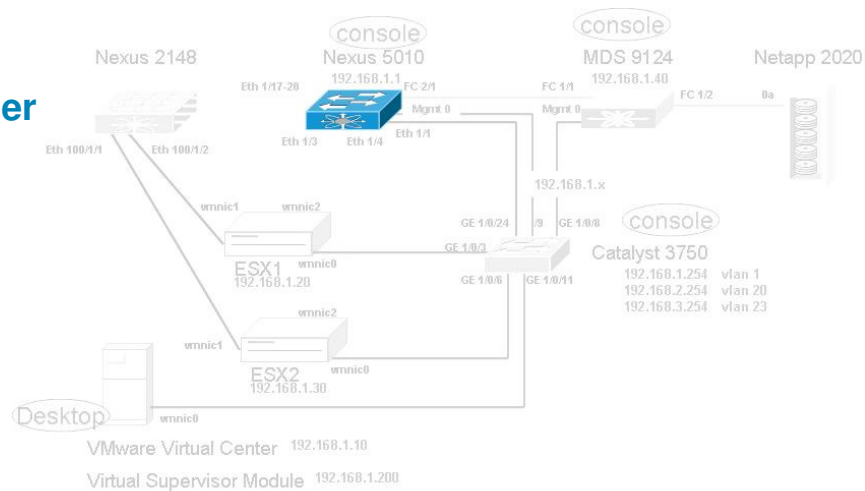 console
console
Nexus 2148
Nexus 5010
MDS 9124
Netapp 2020
192.168.1.1
192.168.1.40
Eth 1/17-20
FC 2/1
FC 1/1
FC 1/2
0a
er
Mgmt 0
Mgmt 0
Eth 1/1
Eth 1/3
Eth 1/4
Eth 100/1/1
Eth 100/1/2
192.168.1.x
vmnic1
vmnic2
GE 1/0/24
/9
GE 1/0/8
console
GE 1/0/3
Catalyst 3750
ESX1
vmnic0
192.168.1.20
GE 1/0/6
GE 1/0/11
192.168.1.254 vlan 1
192.168.2.254 vlan 20
192.168.3.254 vlan 23
vmnic2
vmnic1
ESX2
vmnic0
192.168.1.30
Desktop
vmnic0
VMware Virtual Center 192.168.1.10
Virtual Supervisor Module 192.168.1.200